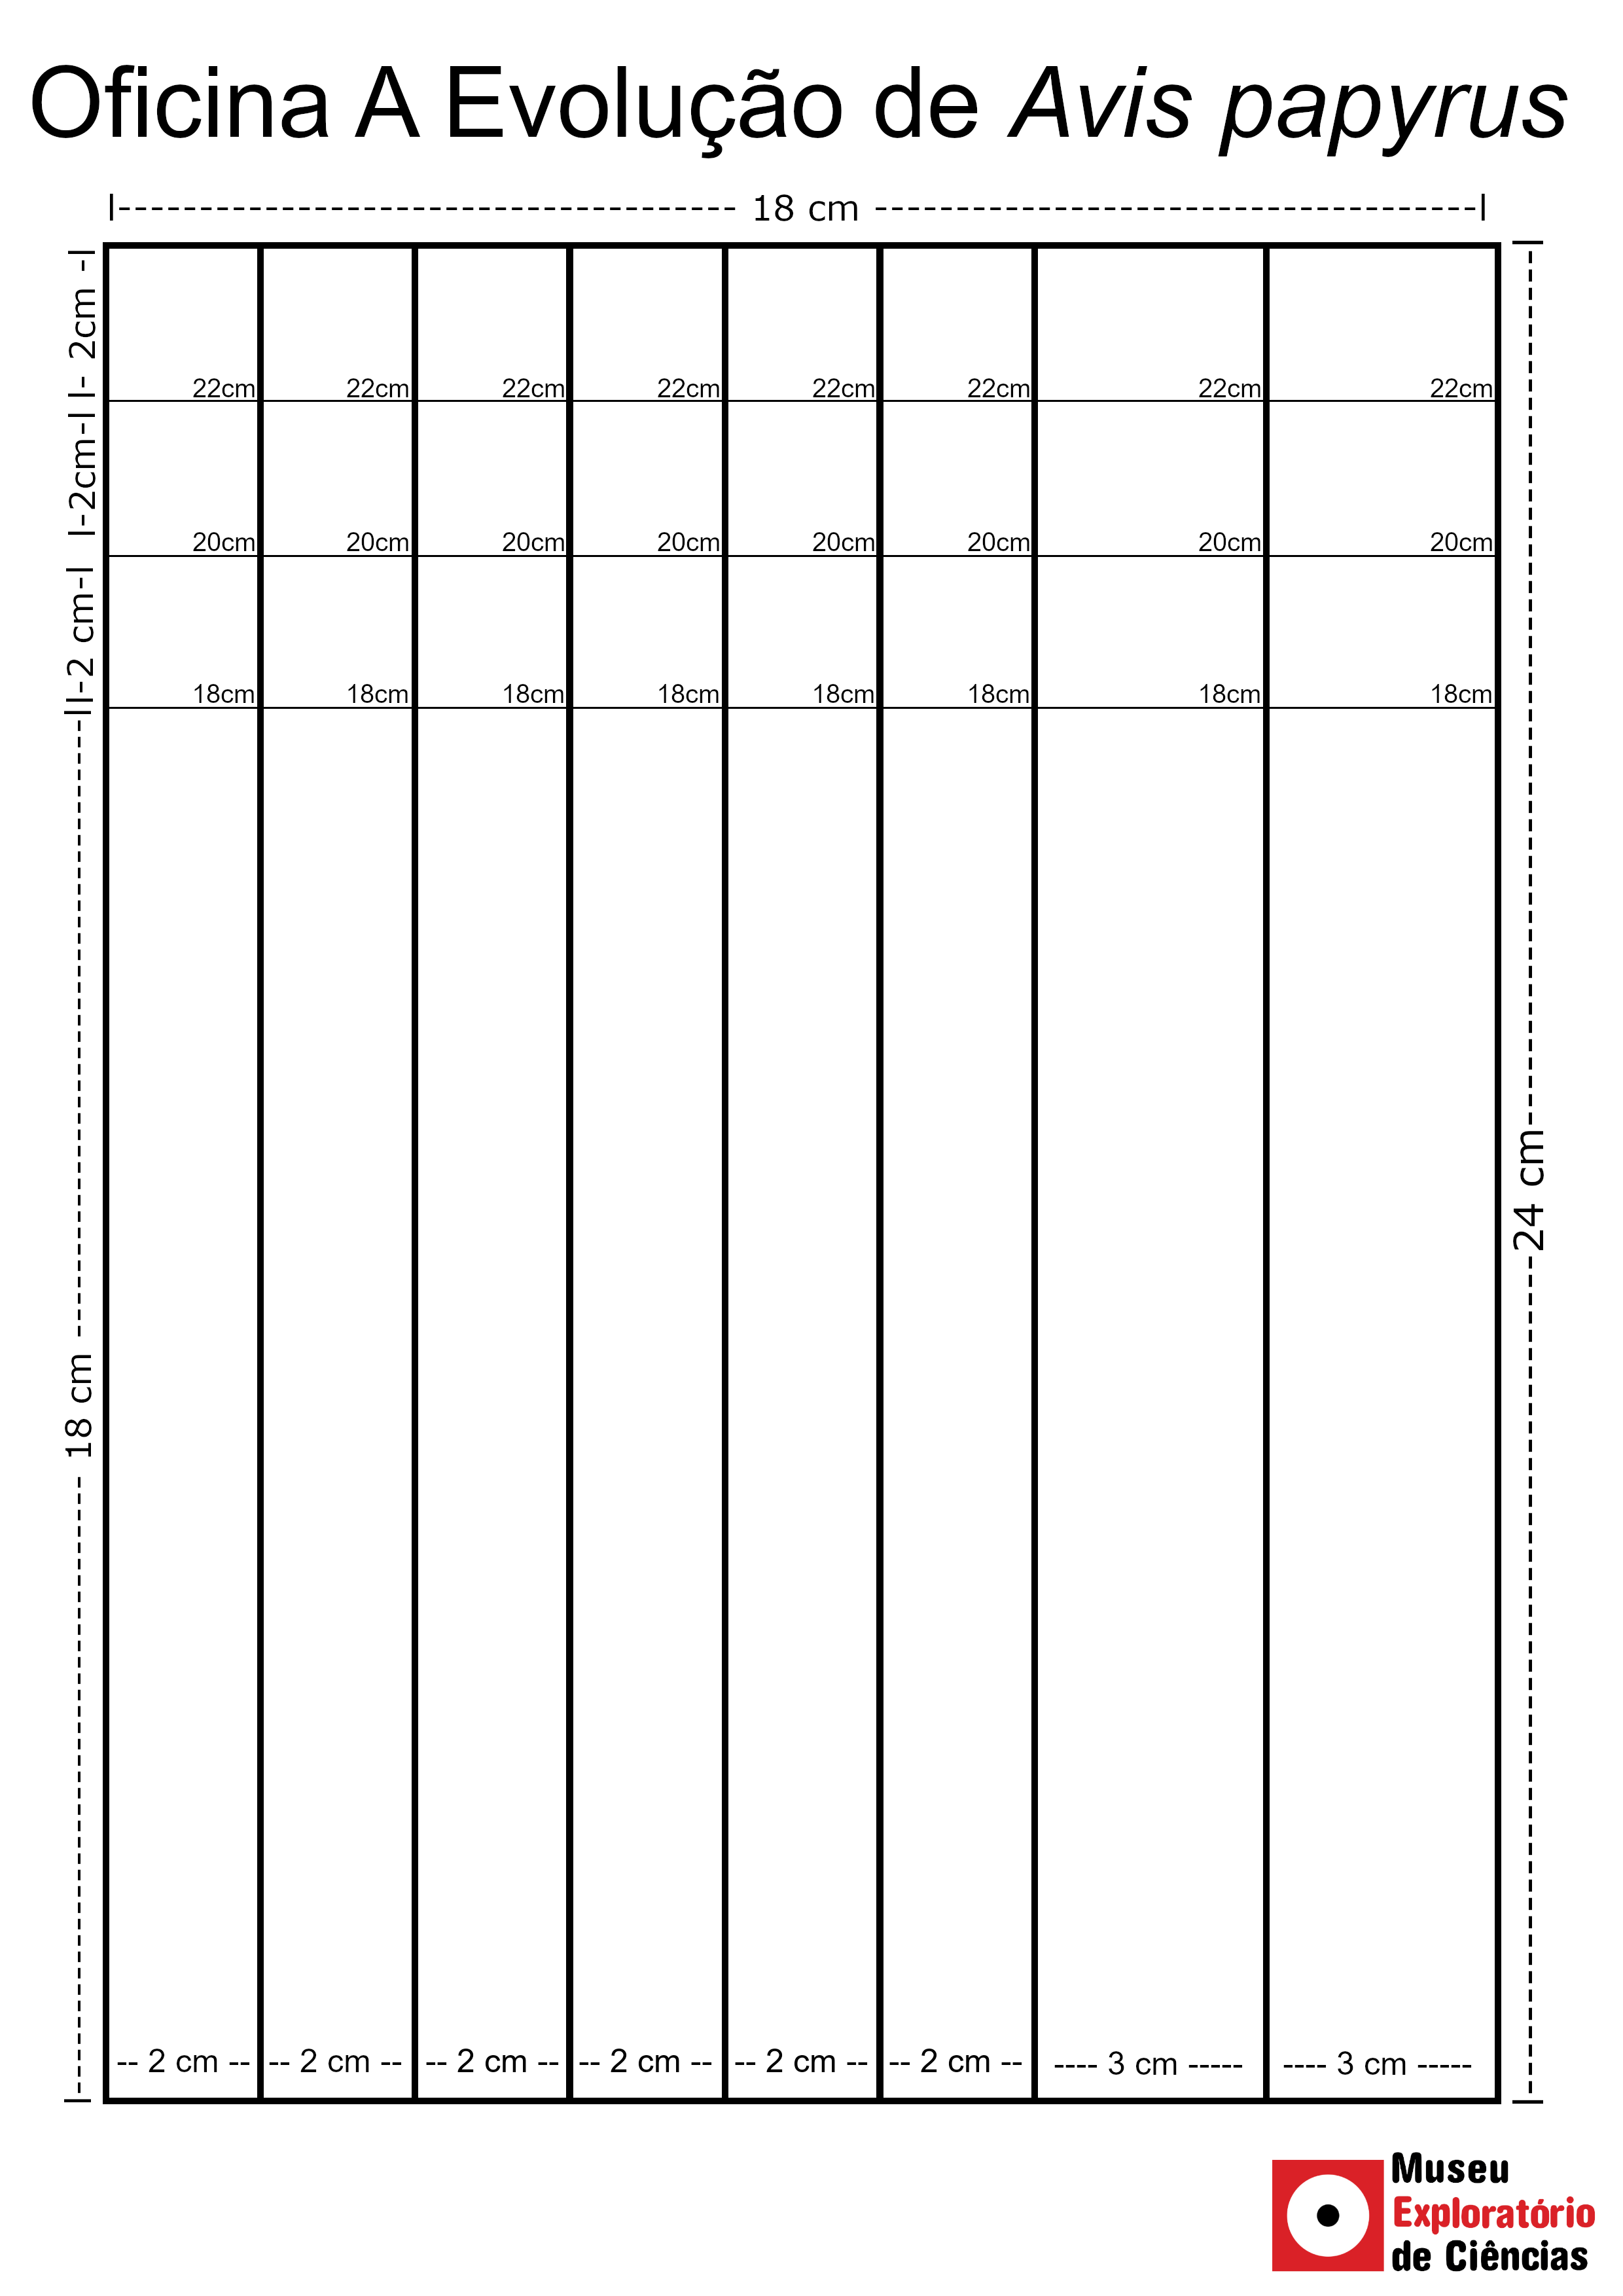 Oficina A Evolução de Avis papyrus
|-------------------------------------- 18 cm -------------------------------------|
|- 2cm -|
22cm 22cm 22cm 22cm 22cm 22cm 22cm 22cm
|-2cm-|
20cm 20cm 20cm 20cm 20cm 20cm 20cm 20cm
|-2 cm-|
18cm 18cm 18cm 18cm 18cm 18cm 18cm 18cm
24 cm
18 cm
-- 2 cm -- -- 2 cm -- -- 2 cm -- -- 2 cm -- -- 2 cm -- -- 2 cm -- ---- 3 cm ----- ---- 3 cm -----
Museu
Exploratório
de Ciências